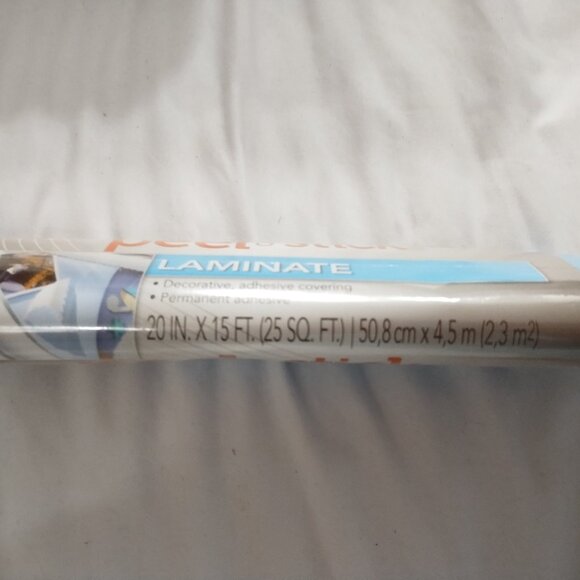 peel & stick
LAMINATE
• Decorative, adhesive covering
• Permanent adhesive
20 IN. X 15 FT. (25 SQ. FT.) | 50,8 cm x 4,5 m (2,3 m²)